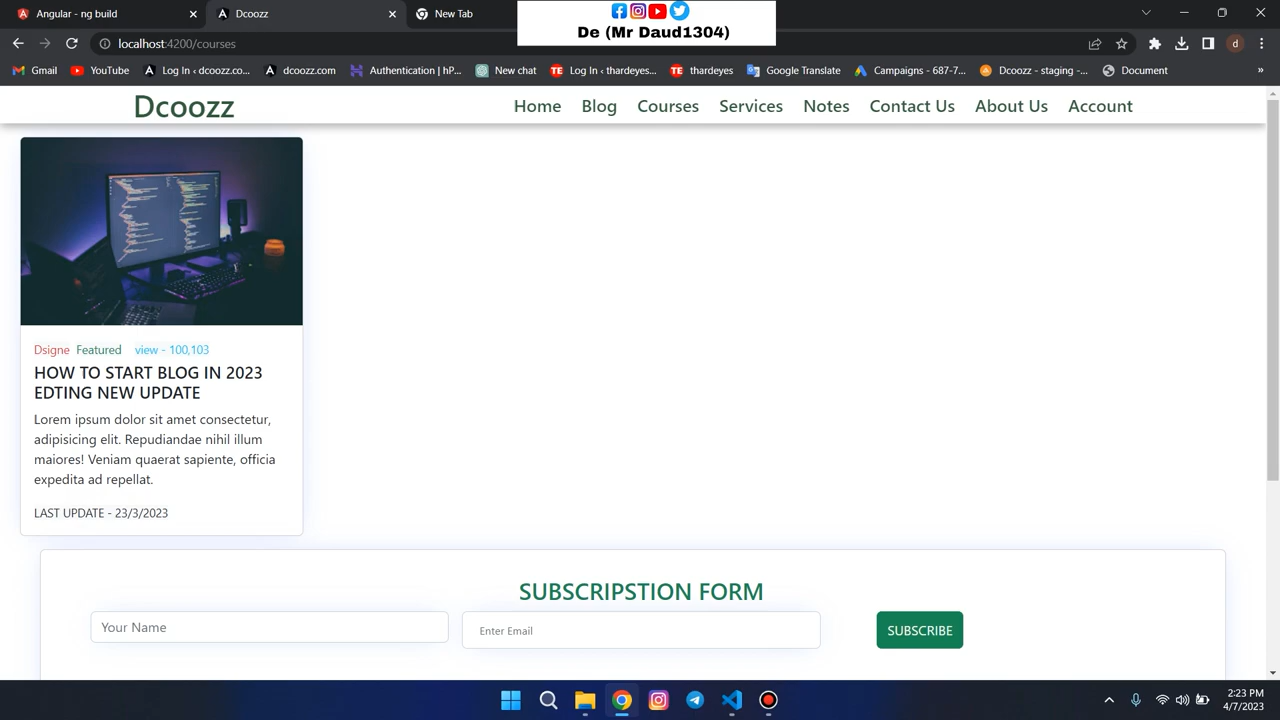 Angular - ng build
Dcoozz
New Tab
De (Mr Daud1304)
localhost:4200/courses
d
Gmail
YouTube
Log In ‹ dcoozz.co...
dcoozz.com
Authentication | hP...
New chat
Log In ‹ thardeyes...
thardeyes
Google Translate
Campaigns - 687-7...
Dcoozz - staging -...
Document
Dcoozz
Home Blog Courses Services Notes Contact Us About Us Account
Dsigne Featured view - 100,103
HOW TO START BLOG IN 2023
EDTING NEW UPDATE
Lorem ipsum dolor sit amet consectetur,
adipisicing elit. Repudiandae nihil illum
maiores! Veniam quaerat sapiente, officia
expedita ad repellat.
LAST UPDATE - 23/3/2023
SUBSCRIPSTION FORM
Your Name
Enter Email
SUBSCRIBE
2:23 PM
4/7/2023